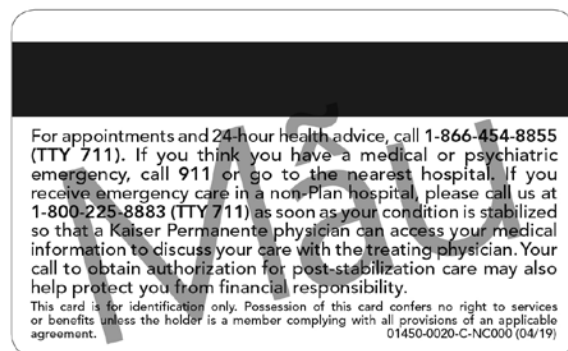 For appointments and 24-hour health advice, call 1-866-454-8855
(TTY 711). If you think you have a medical or psychiatric
emergency, call 911 or go to the nearest hospital. If you
receive emergency care in a non-Plan hospital, please call us at
1-800-225-8883 (TTY 711) as soon as your condition is stabilized
so that a Kaiser Permanente physician can access your medical
information to discuss your care with the treating physician. Your
call to obtain authorization for post-stabilization care may also
help protect you from financial responsibility.
This card is for identification only. Possession of this card confers no right to services
or benefits unless the holder is a member complying with all provisions of an applicable
agreement. 01450-0020-C-NC000 (04/19)
Mẫu